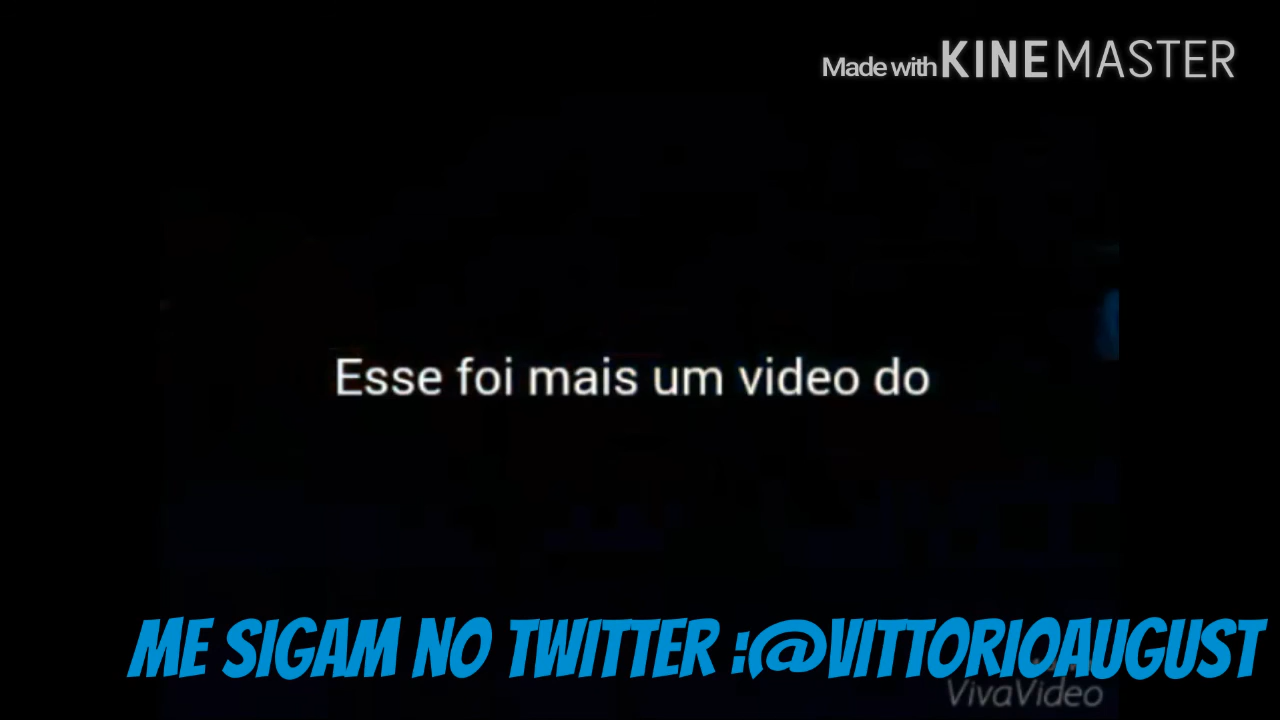 Made with KINEMASTER
Esse foi mais um video do
ME SIGAM NO TWITTER :@VITTORIOAUGUST
VivaVideo